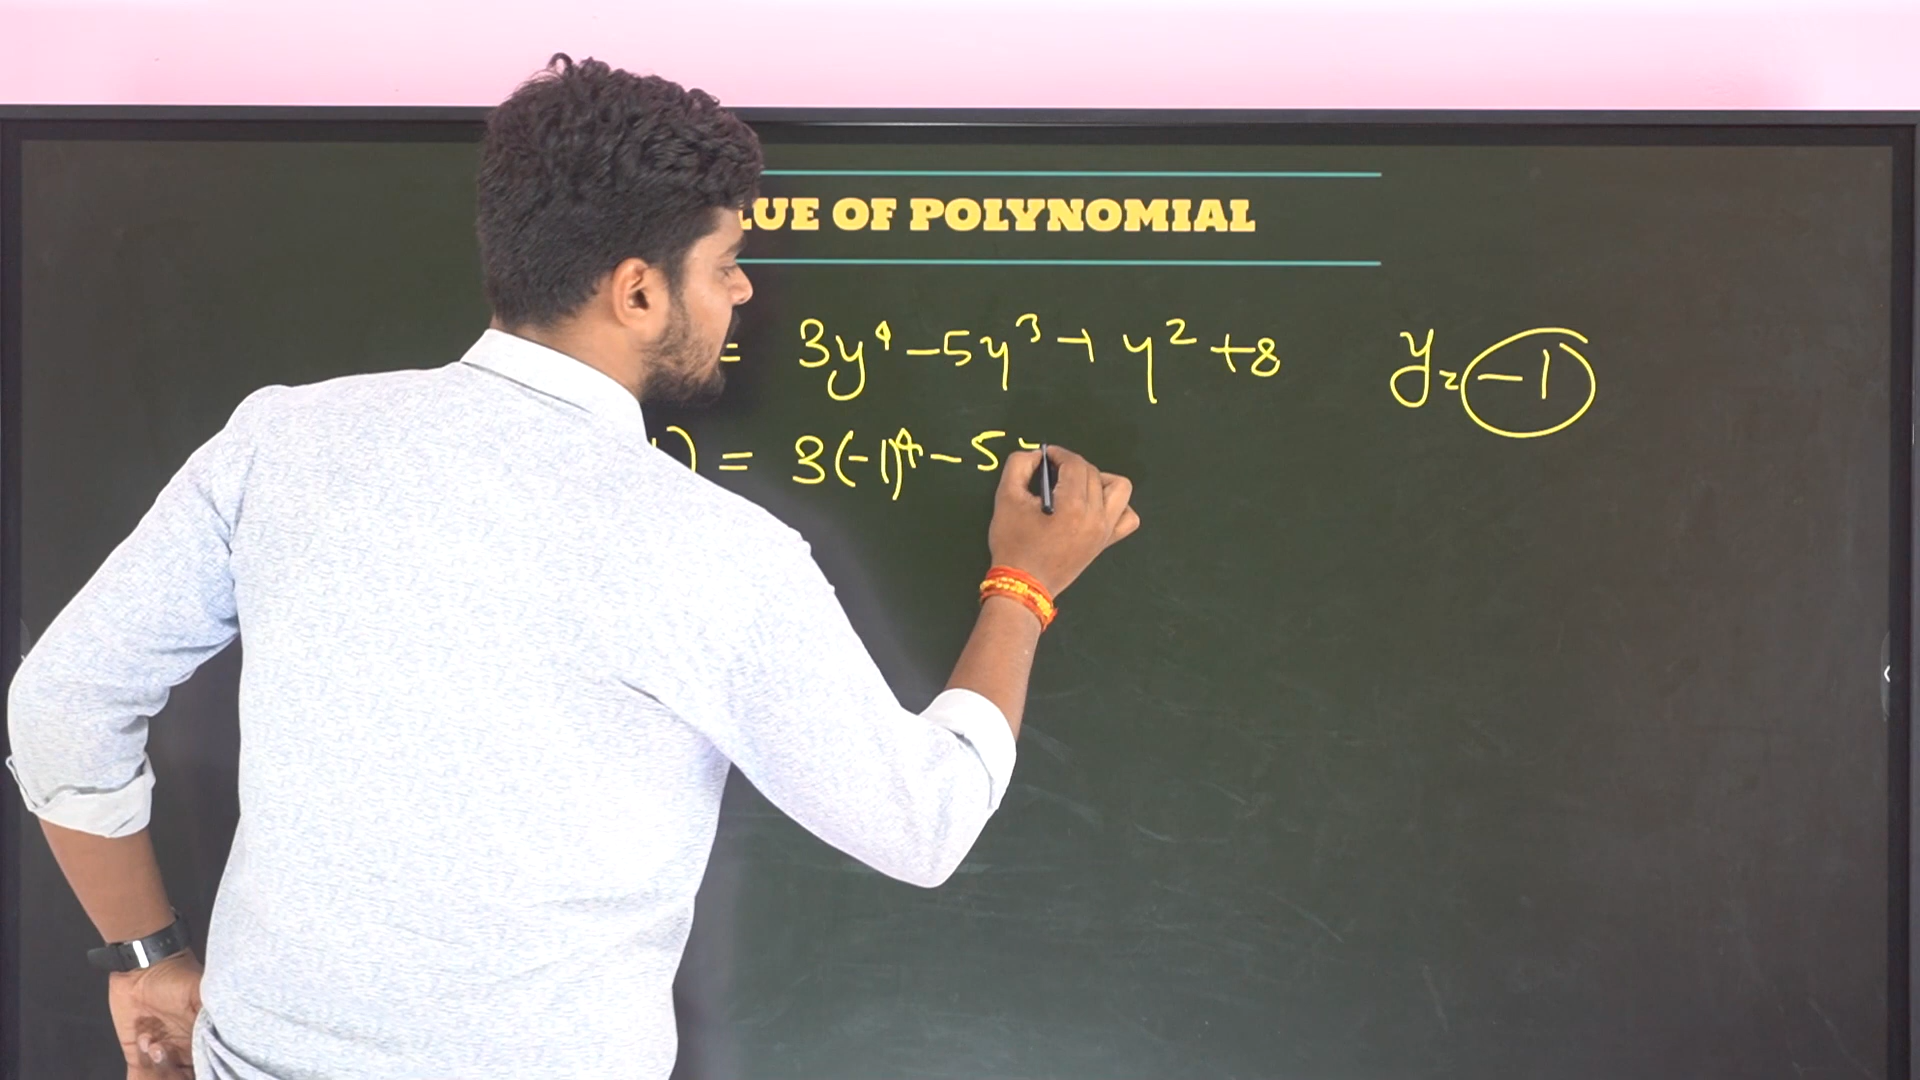 LUE OF POLYNOMIAL
= 3y⁴ - 5y³ + y² + 8 y = -1
) = 3(-1)⁴ - 5